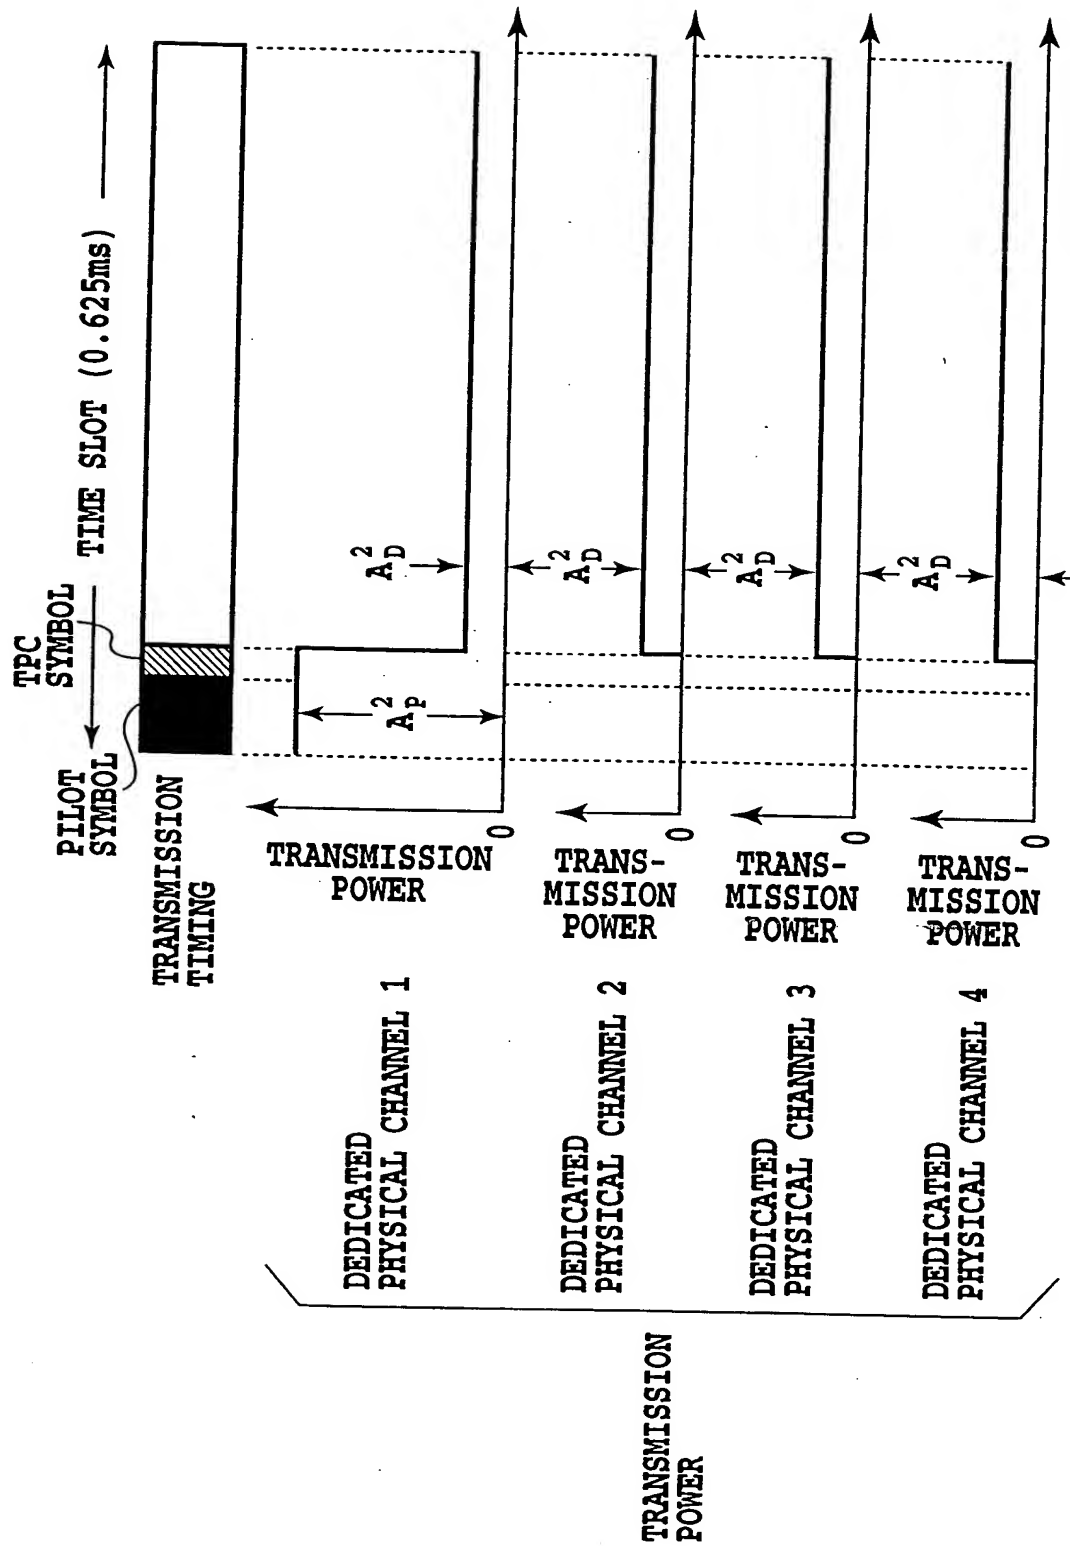 PILOT
SYMBOL
TPC
SYMBOL
TIME SLOT (0.625ms)
TRANSMISSION
TIMING
TRANSMISSION
POWER
DEDICATED
PHYSICAL CHANNEL 1
TRANSMISSION
POWER
0
A²P
A²D
DEDICATED
PHYSICAL CHANNEL 2
TRANS-
MISSION
POWER
0
A²D
DEDICATED
PHYSICAL CHANNEL 3
TRANS-
MISSION
POWER
0
A²D
DEDICATED
PHYSICAL CHANNEL 4
TRANS-
MISSION
POWER
0
A²D